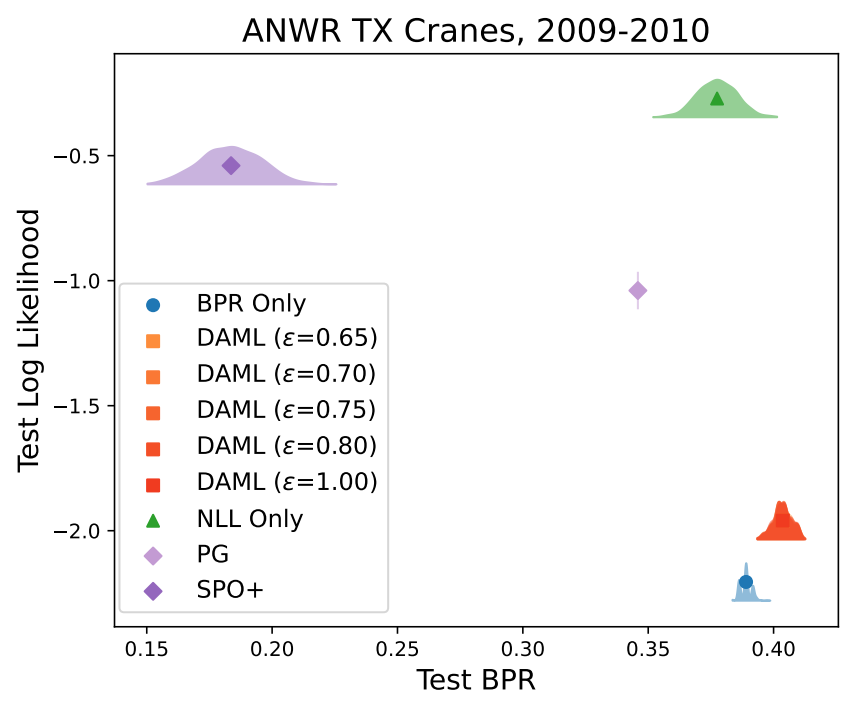 ANWR TX Cranes, 2009-2010
Test Log Likelihood
−0.5
−1.0
−1.5
−2.0
BPR Only
DAML (ε=0.65)
DAML (ε=0.70)
DAML (ε=0.75)
DAML (ε=0.80)
DAML (ε=1.00)
NLL Only
PG
SPO+
0.15 0.20 0.25 0.30 0.35 0.40
Test BPR